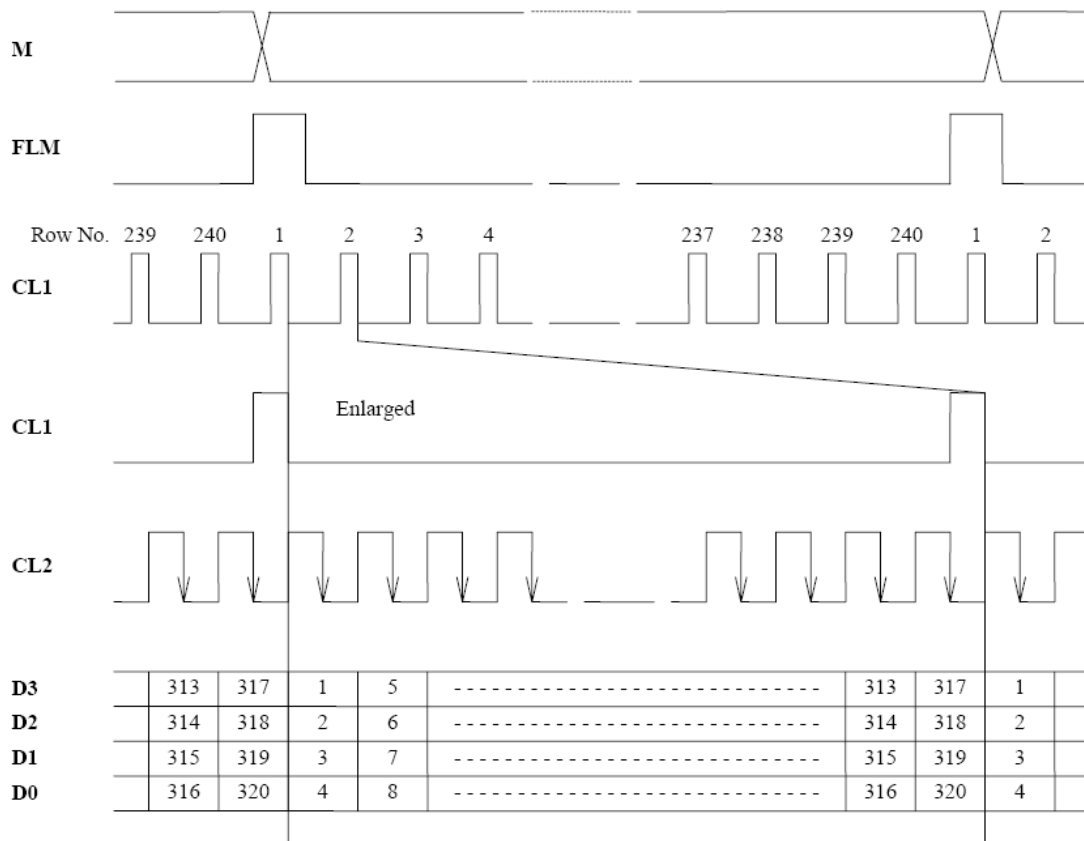 M
FLM
Row No. 239 240 1 2 3 4 237 238 239 240 1 2
CL1
CL1
Enlarged
CL2
D3 313 317 1 5 313 317 1
D2 314 318 2 6 314 318 2
D1 315 319 3 7 315 319 3
D0 316 320 4 8 316 320 4